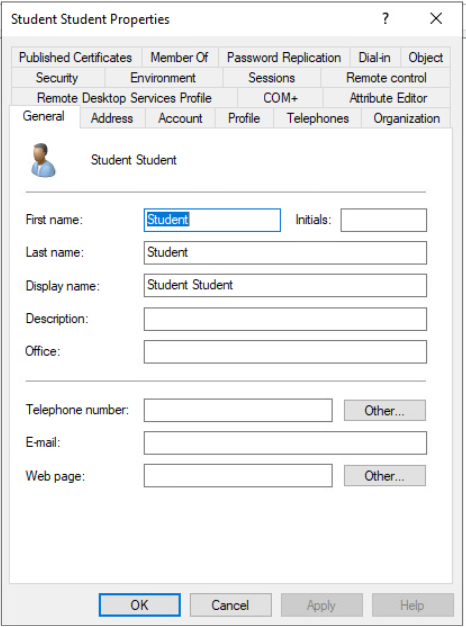 Student Student Properties ? ×
Published Certificates Member Of Password Replication Dial-in Object
Security Environment Sessions Remote control
Remote Desktop Services Profile COM+ Attribute Editor
General Address Account Profile Telephones Organization
Student Student
First name: Student Initials:
Last name: Student
Display name: Student Student
Description:
Office:
Telephone number: Other...
E-mail:
Web page: Other...
OK Cancel Apply Help